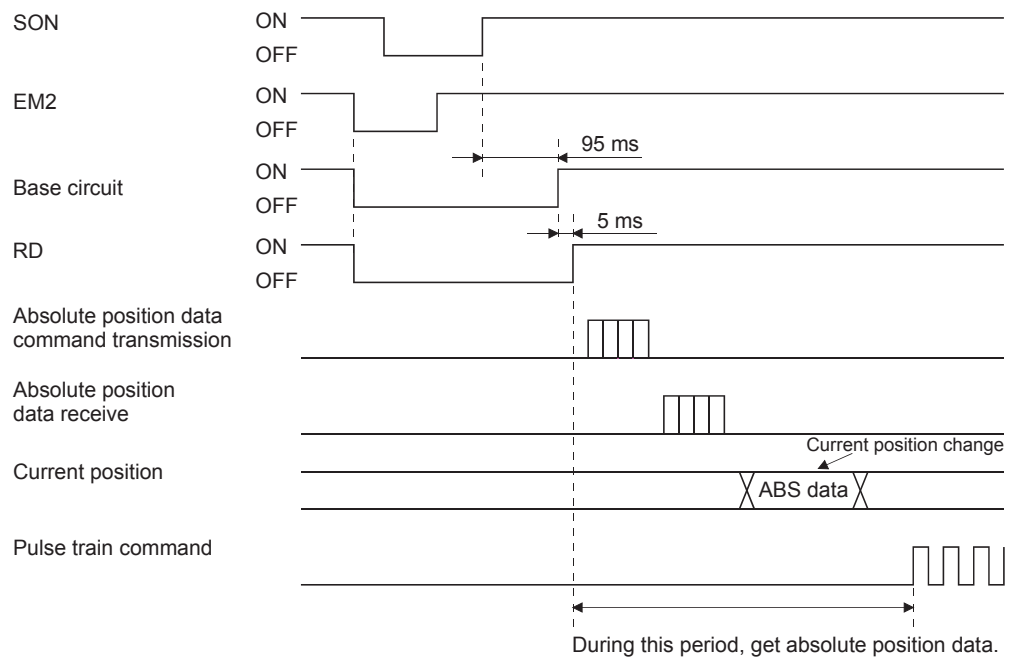 SON
ON
OFF
EM2
ON
OFF
95 ms
Base circuit
ON
OFF
5 ms
RD
ON
OFF
Absolute position data
command transmission
Absolute position
data receive
Current position change
Current position
ABS data
Pulse train command
During this period, get absolute position data.